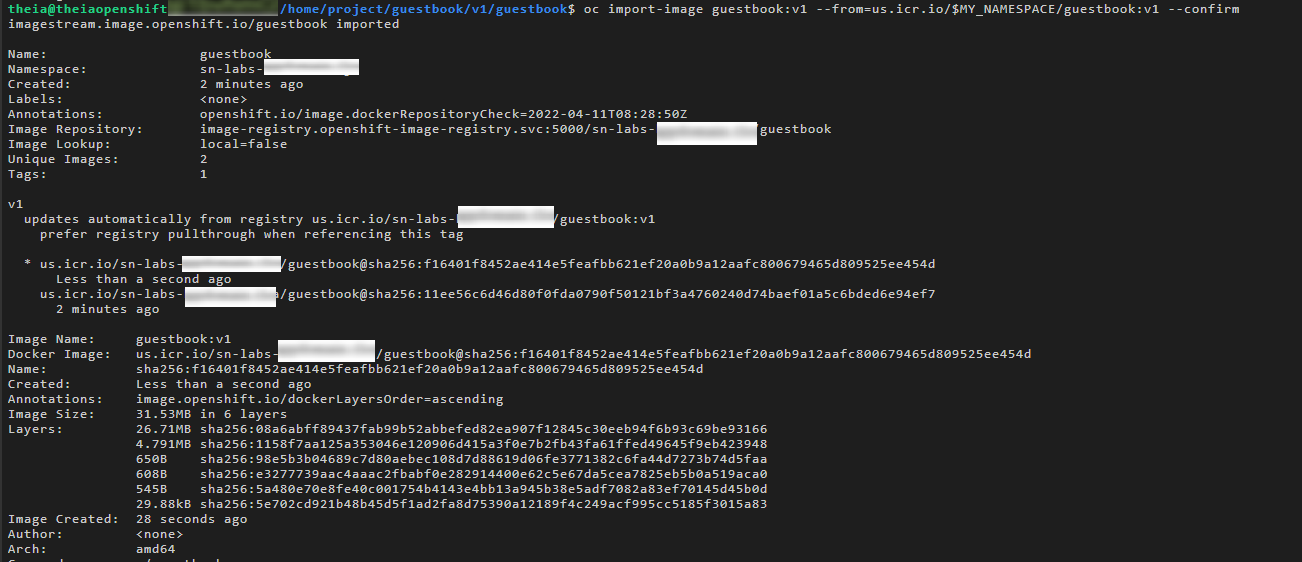 theia@theiaopenshift /home/project/guestbook/v1/guestbook$ oc import-image guestbook:v1 --from=us.icr.io/$MY_NAMESPACE/guestbook:v1 --confirm
imagestream.image.openshift.io/guestbook imported
Name: guestbook
Namespace: sn-labs-
Created: 2 minutes ago
Labels: <none>
Annotations: openshift.io/image.dockerRepositoryCheck=2022-04-11T08:28:50Z
Image Repository: image-registry.openshift-image-registry.svc:5000/sn-labs- guestbook
Image Lookup: local=false
Unique Images: 2
Tags: 1
v1
updates automatically from registry us.icr.io/sn-labs- /guestbook:v1
prefer registry pullthrough when referencing this tag
* us.icr.io/sn-labs- /guestbook@sha256:f16401f8452ae414e5feafbb621ef20a0b9a12aafc800679465d809525ee454d
Less than a second ago
us.icr.io/sn-labs- /guestbook@sha256:11ee56c6d46d80f0fda0790f50121bf3a4760240d74baef01a5c6bded6e94ef7
2 minutes ago
Image Name: guestbook:v1
Docker Image: us.icr.io/sn-labs- /guestbook@sha256:f16401f8452ae414e5feafbb621ef20a0b9a12aafc800679465d809525ee454d
Name: sha256:f16401f8452ae414e5feafbb621ef20a0b9a12aafc800679465d809525ee454d
Created: Less than a second ago
Annotations: image.openshift.io/dockerLayersOrder=ascending
Image Size: 31.53MB in 6 layers
Layers: 26.71MB sha256:08a6abff89437fab99b52abbefed82ea907f12845c30eeb94f6b93c69be93166
4.791MB sha256:1158f7aa125a353046e120906d415a3f0e7b2fb43fa61ffed49645f9eb423948
650B sha256:98e5b3b04689c7d80aebec108d7d88619d06fe3771382c6fa44d7273b74d5faa
608B sha256:e3277739aac4aaac2fbabf0e282914400e62c5e67da5cea7825eb5b0a519aca0
545B sha256:5a480e70e8fe40c001754b4143e4bb13a945b38e5adf7082a83ef70145d45b0d
29.88kB sha256:5e702cd921b48b45d5f1ad2fa8d75390a12189f4c249acf995cc5185f3015a83
Image Created: 28 seconds ago
Author: <none>
Arch: amd64